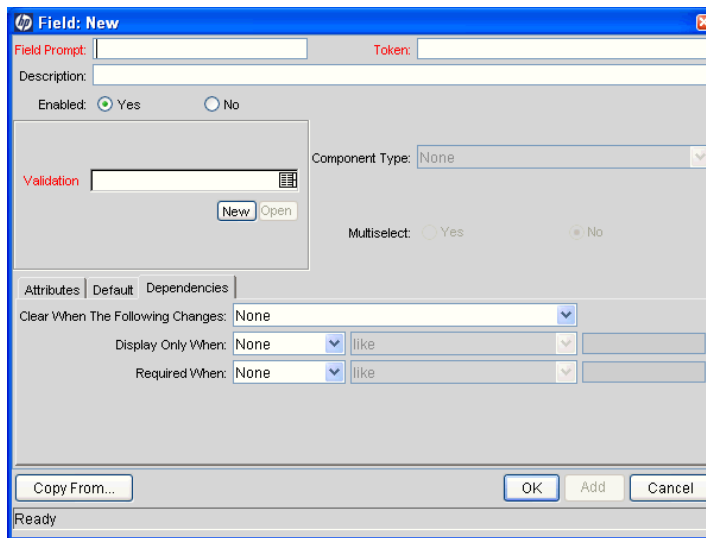 hp Field: New
Field Prompt: Token:
Description:
Enabled: Yes No
Validation
New Open
Component Type: None
Multiselect: Yes No
Attributes Default Dependencies
Clear When The Following Changes: None
Display Only When: None like
Required When: None like
Copy From... OK Add Cancel
Ready